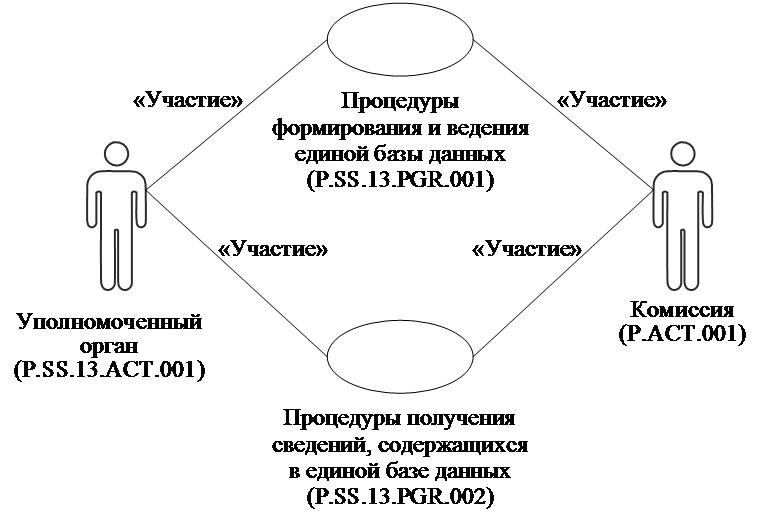 «Участие»
«Участие»
Процедуры
формирования и ведения
единой базы данных
(P.SS.13.PGR.001)
«Участие»
«Участие»
Уполномоченный
орган
(P.SS.13.ACT.001)
Комиссия
(P.ACT.001)
Процедуры получения
сведений, содержащихся
в единой базе данных
(P.SS.13.PGR.002)